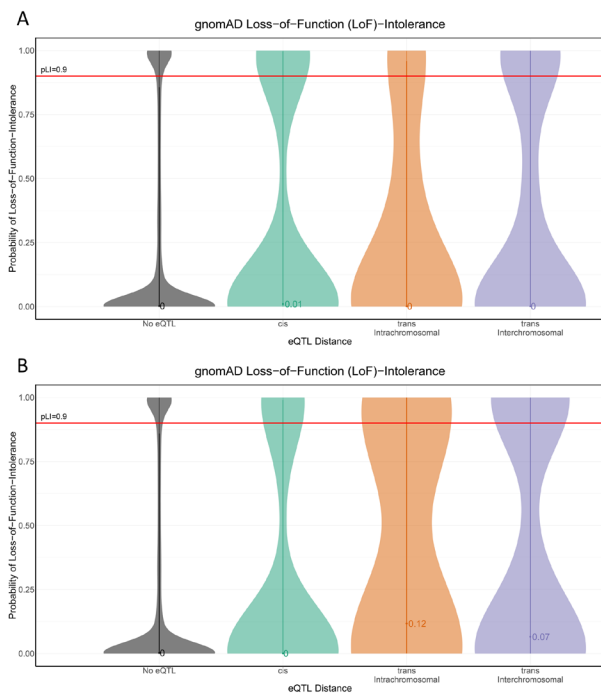 A
gnomAD Loss-of-Function (LoF)-Intolerance
Probability of Loss-of-Function-Intolerance
1.00
pLI=0.9
0.75
0.50
0.25
0.00
0
0.01
0
0
No eQTL
cis
trans
Intrachromosomal
trans
Interchromosomal
eQTL Distance
B
gnomAD Loss-of-Function (LoF)-Intolerance
Probability of Loss-of-Function-Intolerance
1.00
pLI=0.9
0.75
0.50
0.25
0.12
0.07
0.00
0
0
No eQTL
cis
trans
Intrachromosomal
trans
Interchromosomal
eQTL Distance